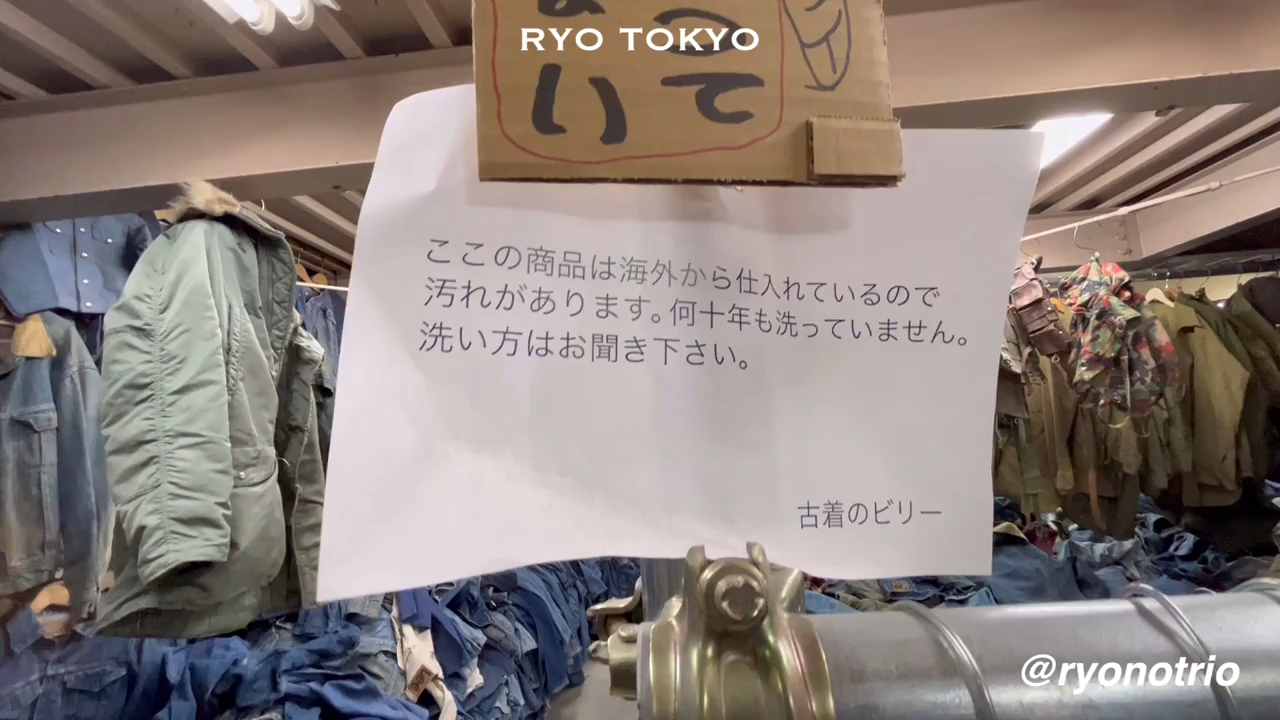 RYO TOKYO
って
い
ここの商品は海外から仕入れているので
汚れがあります。何十年も洗っていません。
洗い方はお聞き下さい。
古着のビリー
@ryonotrio